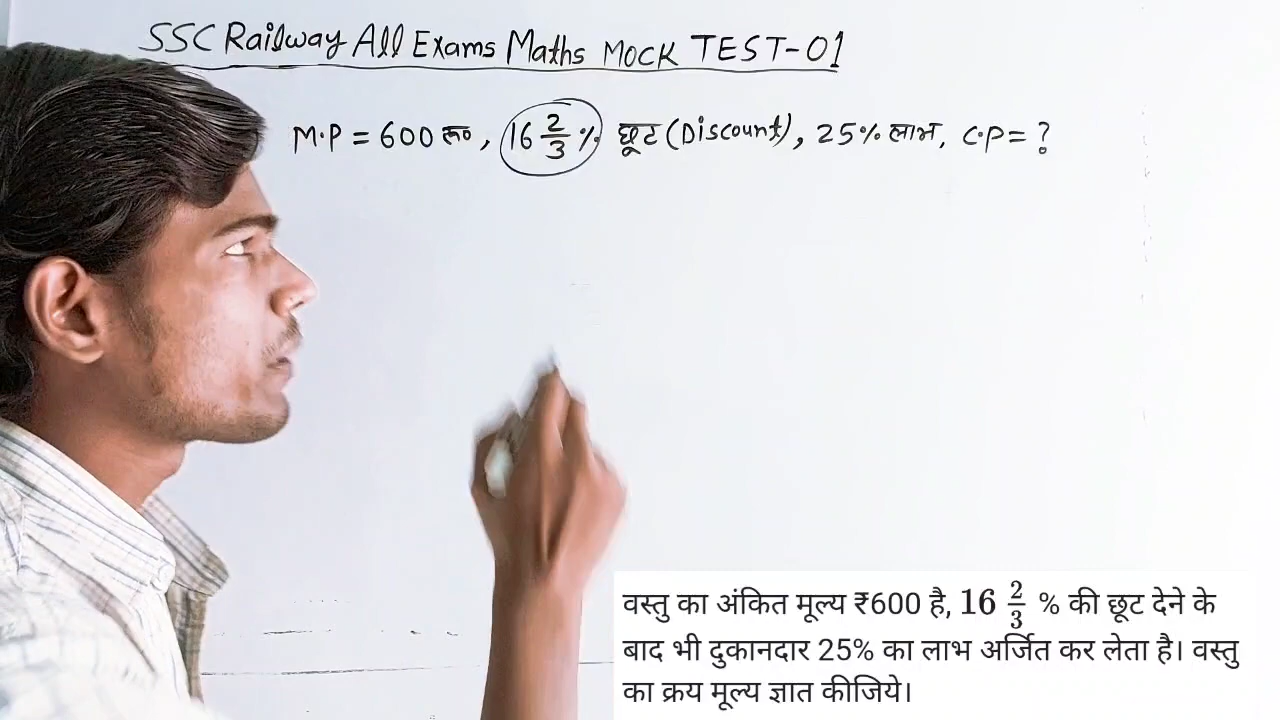 SSC Railway All Exams Maths MOCK TEST-01
M.P = 600 रु०, 16 2/3 % छूट (Discount), 25% लाभ, C.P = ?
वस्तु का अंकित मूल्य ₹600 है, 16 2/3 % की छूट देने के
बाद भी दुकानदार 25% का लाभ अर्जित कर लेता है। वस्तु
का क्रय मूल्य ज्ञात कीजिये।